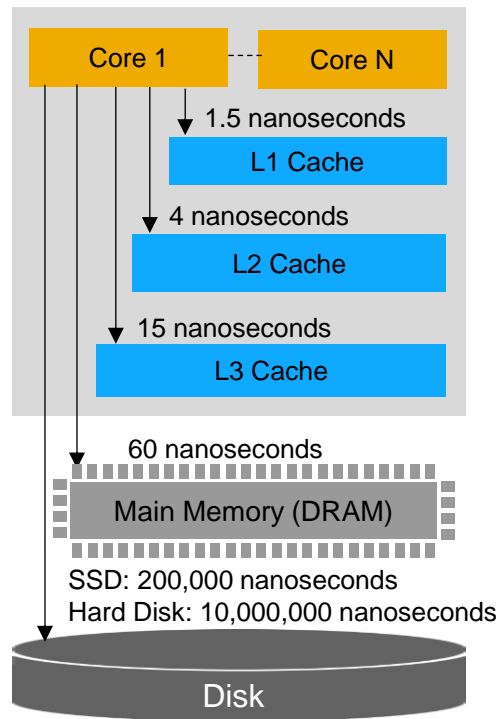 Core 1
Core N
1.5 nanoseconds
L1 Cache
4 nanoseconds
L2 Cache
15 nanoseconds
L3 Cache
60 nanoseconds
Main Memory (DRAM)
SSD: 200,000 nanoseconds
Hard Disk: 10,000,000 nanoseconds
Disk